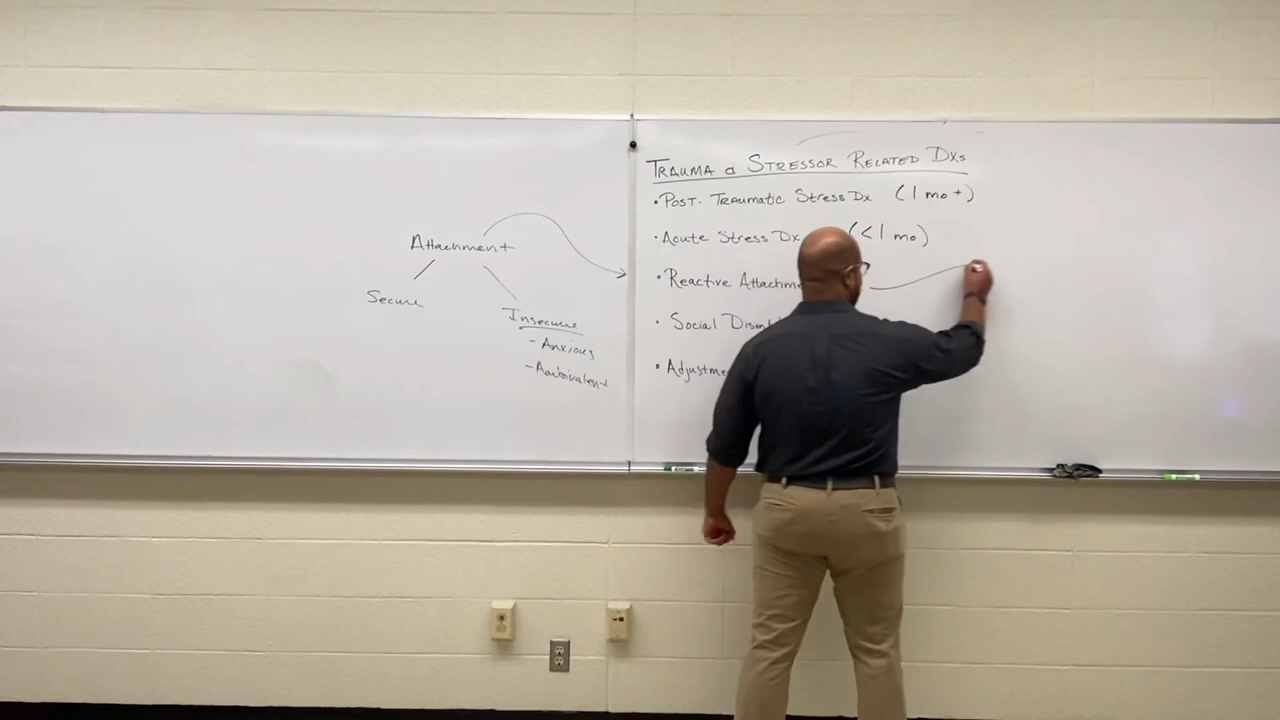 Attachment
Secure
Insecure
- Anxious
- Ambivalent
TRAUMA a STRESSOR RELATED DXs
• POST. TRAUMATIC STRESS DX (1 mo +)
• ACUTE STRESS DX (<1 mo)
• Reactive Attachme
• Social Disin
• Adjustme